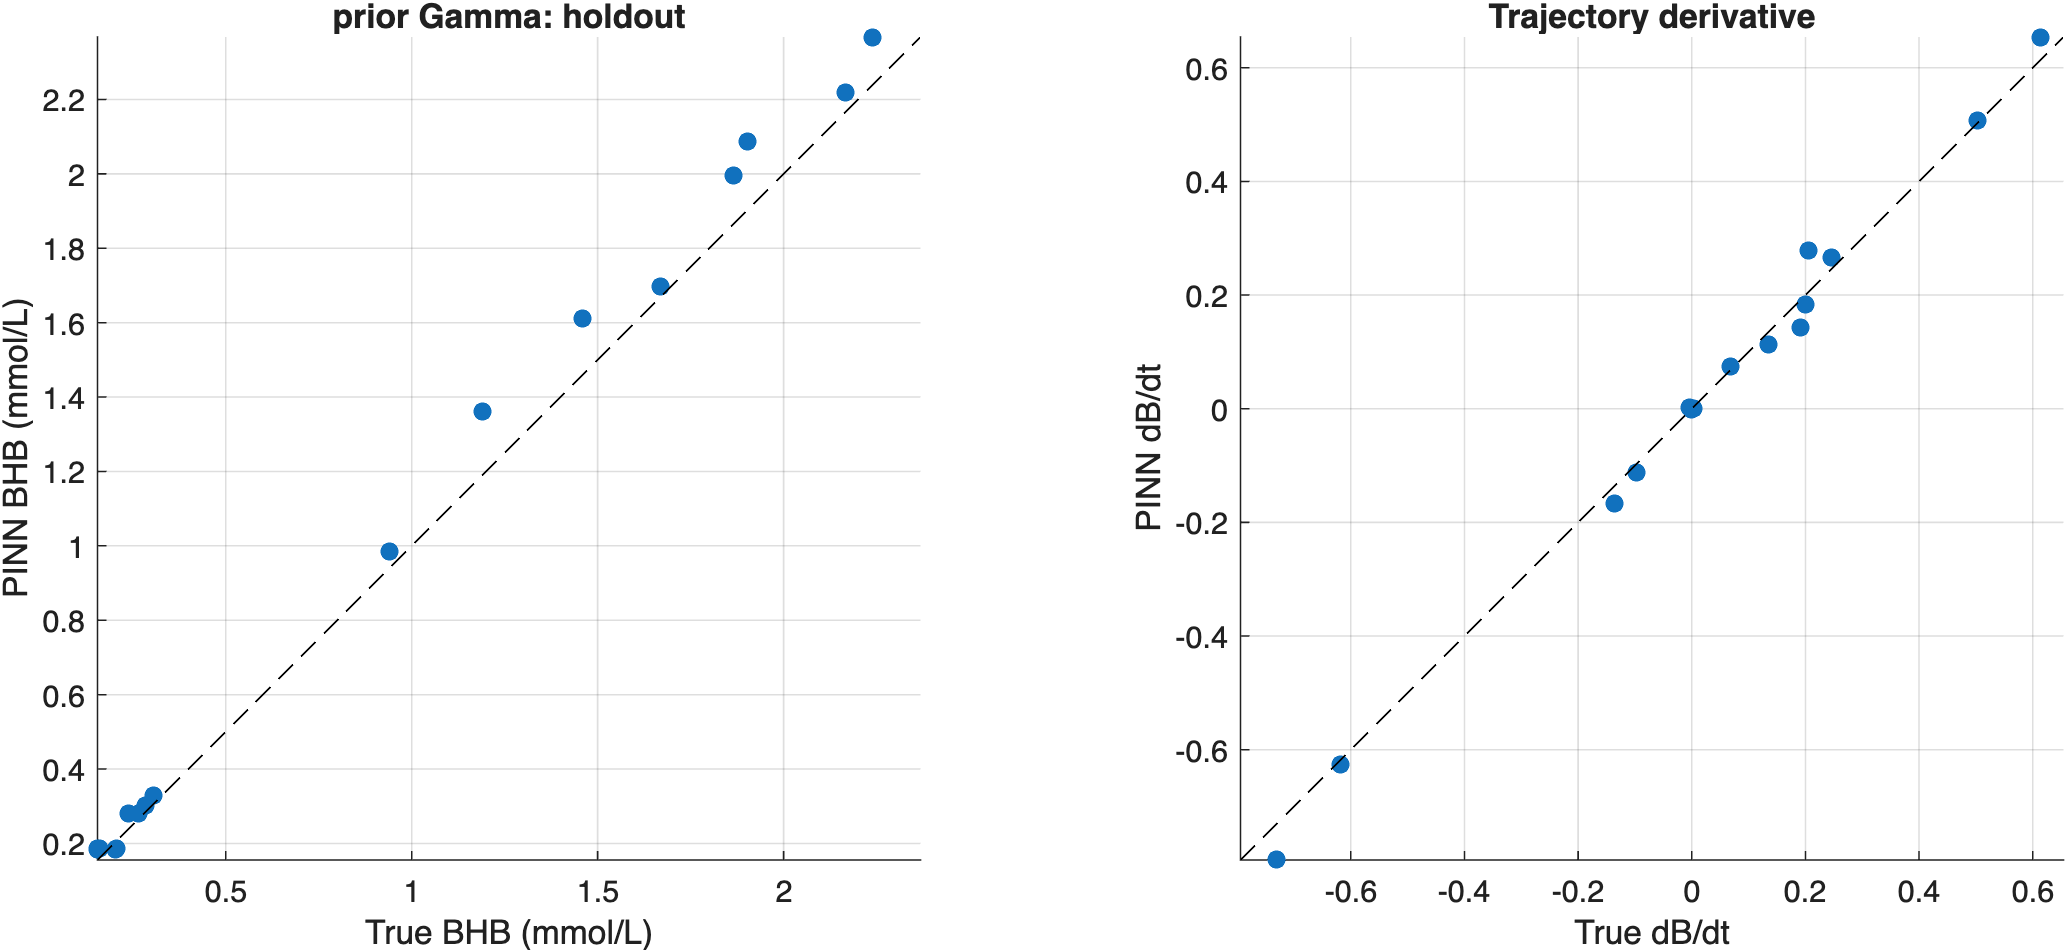 prior Gamma: holdout
PINN BHB (mmol/L)
2.2
2
1.8
1.6
1.4
1.2
1
0.8
0.6
0.4
0.2
0.5 1 1.5 2
True BHB (mmol/L)
Trajectory derivative
PINN dB/dt
0.6
0.4
0.2
0
-0.2
-0.4
-0.6
-0.6 -0.4 -0.2 0 0.2 0.4 0.6
True dB/dt